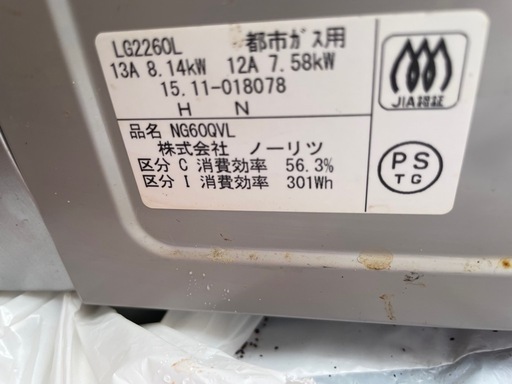 LG2260L 都市ガス用
13A 8.14kW 12A 7.58kW
15.11-018078
H N
JIA認証
品名 NG60QVL
株式会社 ノーリツ
区分 C 消費効率 56.3%
区分 I 消費効率 301Wh
PS
TG